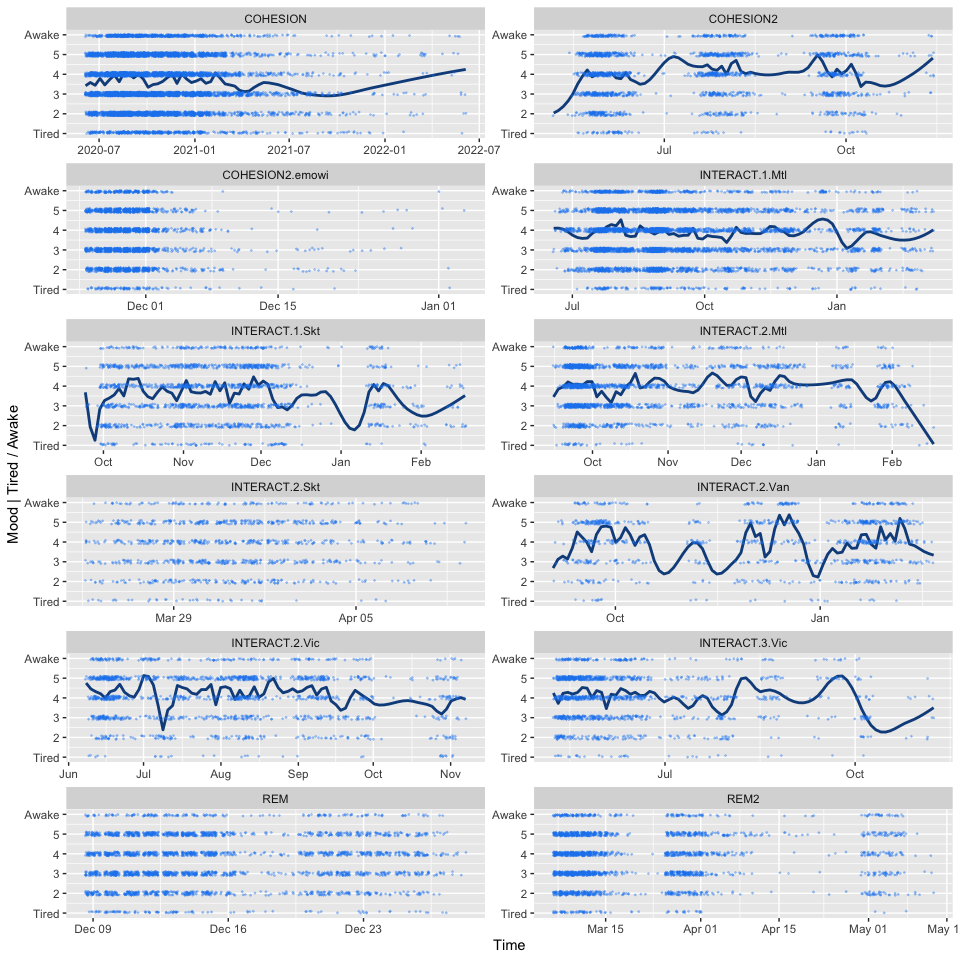 COHESION
COHESION2
Awake
5
4
3
2
Tired
Awake
5
4
3
2
Tired
2020-07
2021-01
2021-07
2022-01
2022-07
Jul
Oct
COHESION2.emowi
INTERACT.1.Mtl
Awake
5
4
3
2
Tired
Awake
5
4
3
2
Tired
Dec 01
Dec 15
Jan 01
Jul
Oct
Jan
INTERACT.1.Skt
INTERACT.2.Mtl
Awake
5
4
3
2
Tired
Awake
5
4
3
2
Tired
Oct
Nov
Dec
Jan
Feb
Oct
Nov
Dec
Jan
Feb
Mood | Tired / Awake
INTERACT.2.Skt
INTERACT.2.Van
Awake
5
4
3
2
Tired
Awake
5
4
3
2
Tired
Mar 29
Apr 05
Oct
Jan
INTERACT.2.Vic
INTERACT.3.Vic
Awake
5
4
3
2
Tired
Awake
5
4
3
2
Tired
Jun
Jul
Aug
Sep
Oct
Nov
Jul
Oct
REM
REM2
Awake
5
4
3
2
Tired
Awake
5
4
3
2
Tired
Dec 09
Dec 16
Dec 23
Mar 15
Apr 01
Apr 15
May 01
May 1
Time